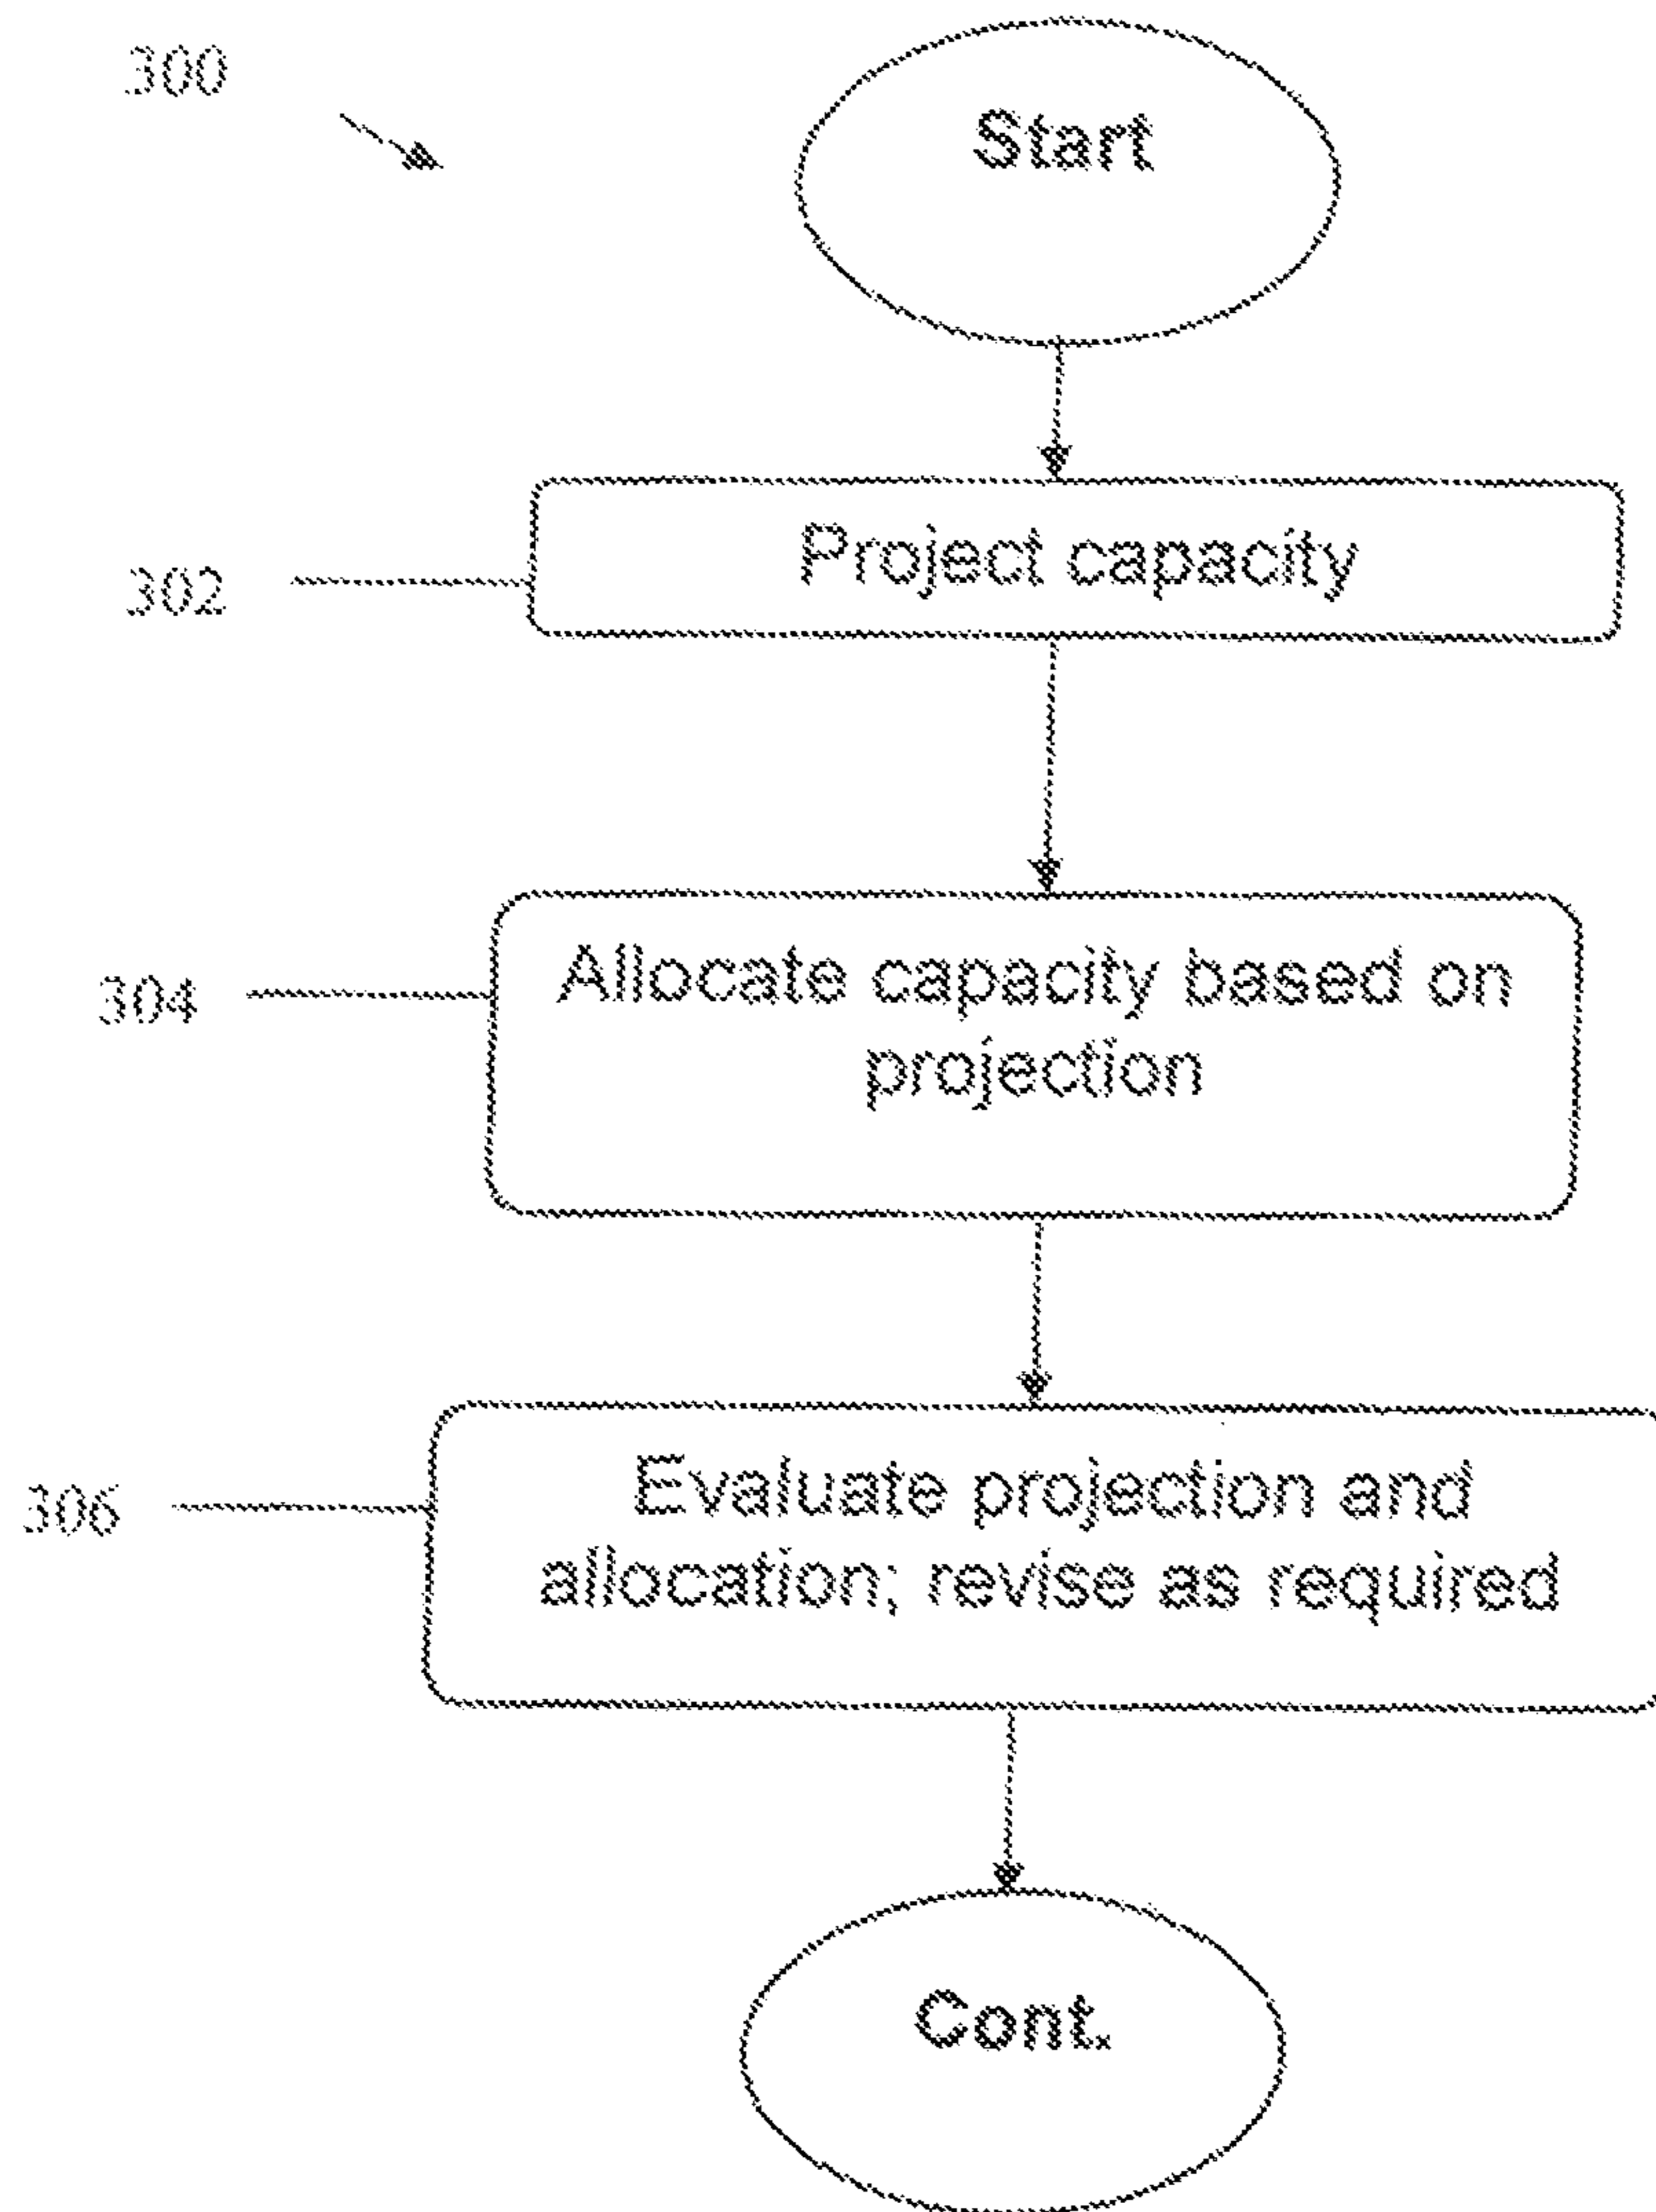 300
Start
302
Project capacity
304
Allocate capacity based on
projection
306
Evaluate projection and
allocation; revise as required
Cont.